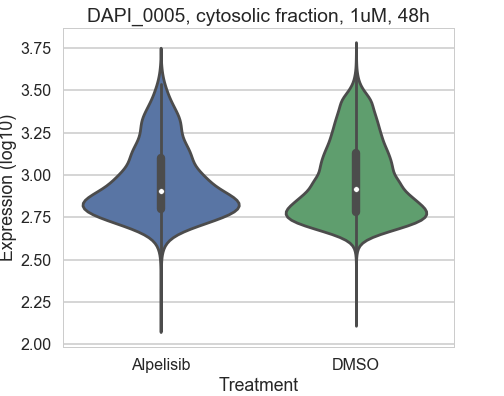 DAPI_0005, cytosolic fraction, 1uM, 48h
Expression (log10)
3.75
3.50
3.25
3.00
2.75
2.50
2.25
2.00
Alpelisib
DMSO
Treatment